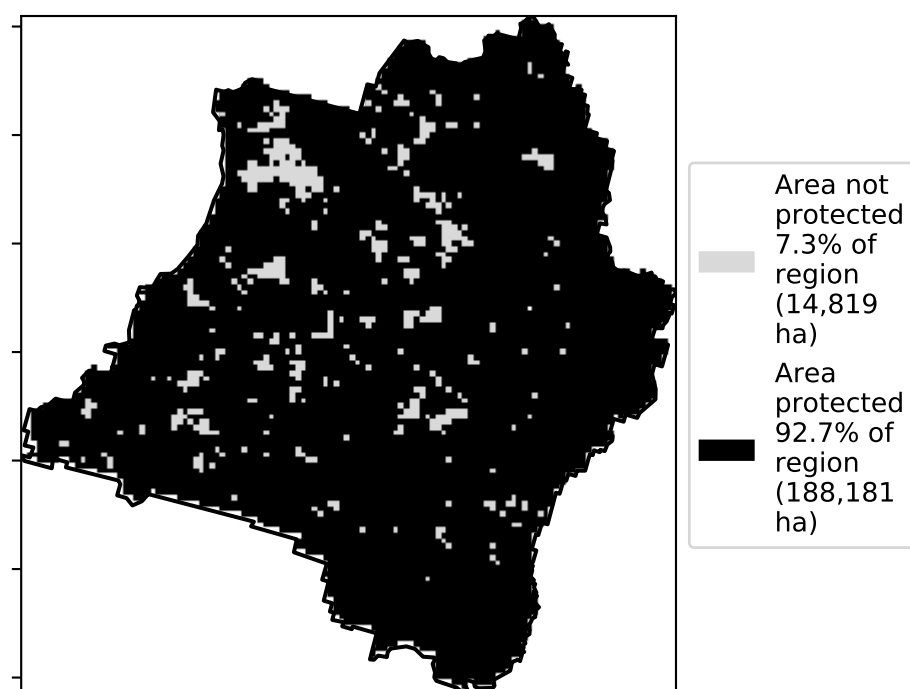 Area not
protected
7.3% of
region
(14,819
ha)
Area
protected
92.7% of
region
(188,181
ha)